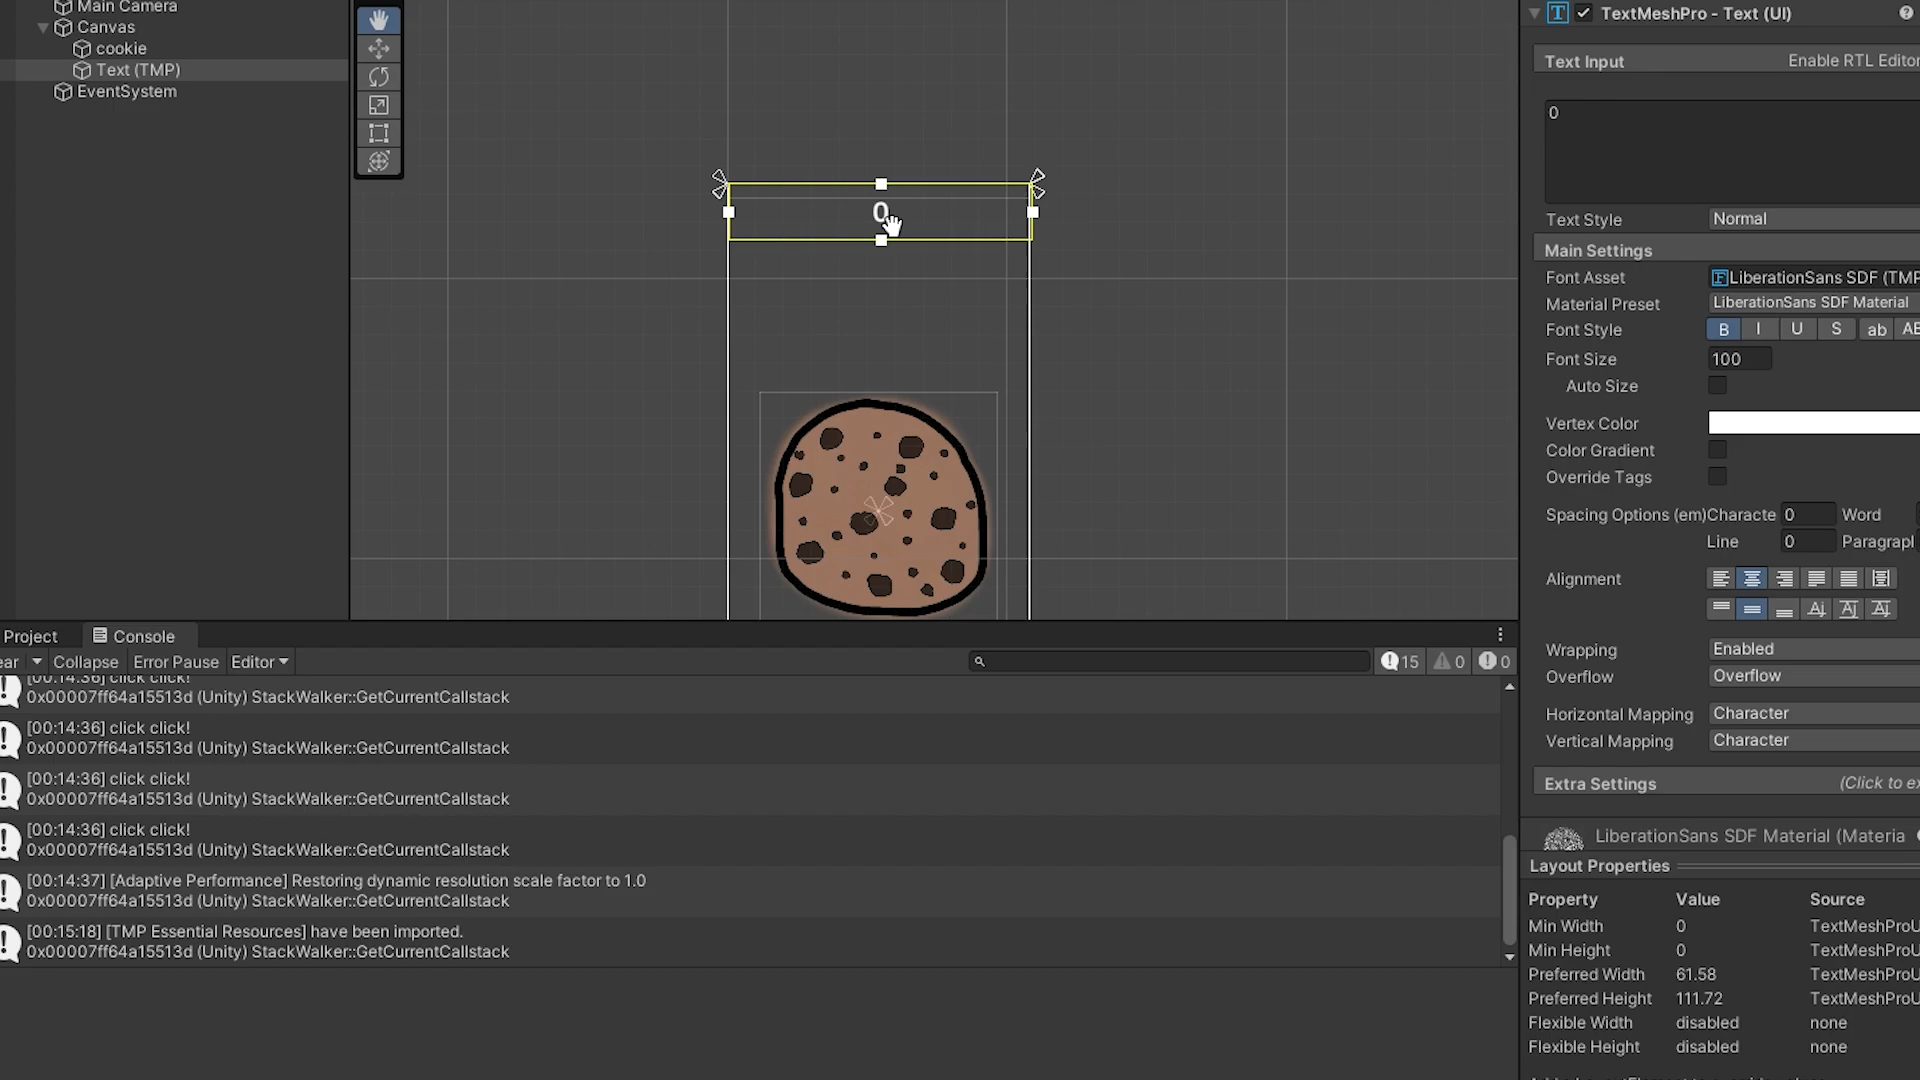 Main Camera
Canvas
cookie
Text (TMP)
EventSystem
0
TextMeshPro - Text (UI)
Text Input
Enable RTL Editor
0
Text Style
Normal
Main Settings
Font Asset
LiberationSans SDF (TMP
Material Preset
LiberationSans SDF Material
Font Style
B I U S ab AB
Font Size
100
Auto Size
Vertex Color
Color Gradient
Override Tags
Spacing Options (em)
Characte 0 Word
Line 0 Paragrapl
Alignment
Wrapping
Enabled
Overflow
Overflow
Horizontal Mapping
Character
Vertical Mapping
Character
Extra Settings
(Click to ex
LiberationSans SDF Material (Materia
Layout Properties
Property Value Source
Min Width 0 TextMeshProU
Min Height 0 TextMeshProU
Preferred Width 61.58 TextMeshProU
Preferred Height 111.72 TextMeshProU
Flexible Width disabled none
Flexible Height disabled none
Project Console
ear Collapse Error Pause Editor 15 0 0
[00:14:36] click click!
0x00007ff64a15513d (Unity) StackWalker::GetCurrentCallstack
[00:14:36] click click!
0x00007ff64a15513d (Unity) StackWalker::GetCurrentCallstack
[00:14:36] click click!
0x00007ff64a15513d (Unity) StackWalker::GetCurrentCallstack
[00:14:36] click click!
0x00007ff64a15513d (Unity) StackWalker::GetCurrentCallstack
[00:14:37] [Adaptive Performance] Restoring dynamic resolution scale factor to 1.0
0x00007ff64a15513d (Unity) StackWalker::GetCurrentCallstack
[00:15:18] [TMP Essential Resources] have been imported.
0x00007ff64a15513d (Unity) StackWalker::GetCurrentCallstack